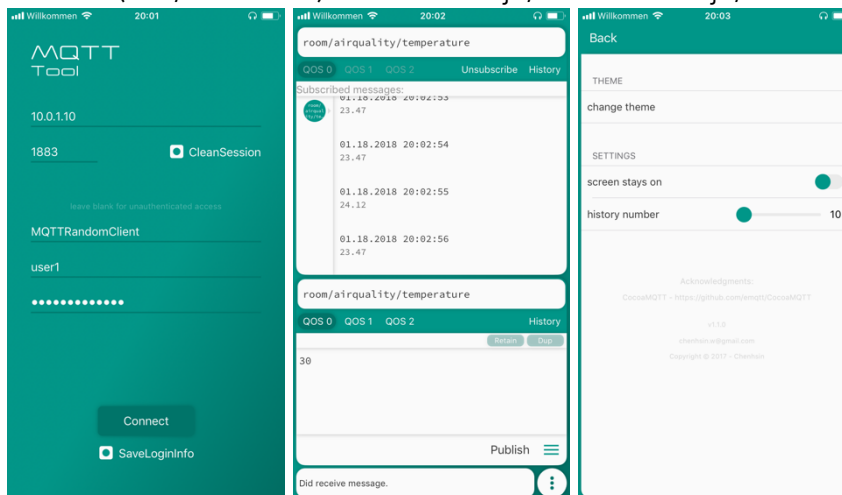 Willkommen 20:01
MQTT
Tool
10.0.1.10
1883 CleanSession
leave blank for unauthenticated access
MQTTRandomClient
user1
Connect
SaveLoginInfo
Willkommen 20:02
room/airquality/temperature
QOS 0 QOS 1 QOS 2 Unsubscribe History
Subscribed messages:
01.18.2018 20:02:53
23.47
01.18.2018 20:02:54
23.47
01.18.2018 20:02:55
24.12
01.18.2018 20:02:56
23.47
room/airquality/temperature
QOS 0 QOS 1 QOS 2 History
Retain Dup
30
Publish
Did receive message.
Willkommen 20:03
Back
THEME
change theme
SETTINGS
screen stays on
history number 10
Acknowledgments:
CocoaMQTT - https://github.com/emqtt/CocoaMQTT
v1.1.0
Copyright © 2017 - Chenhsin